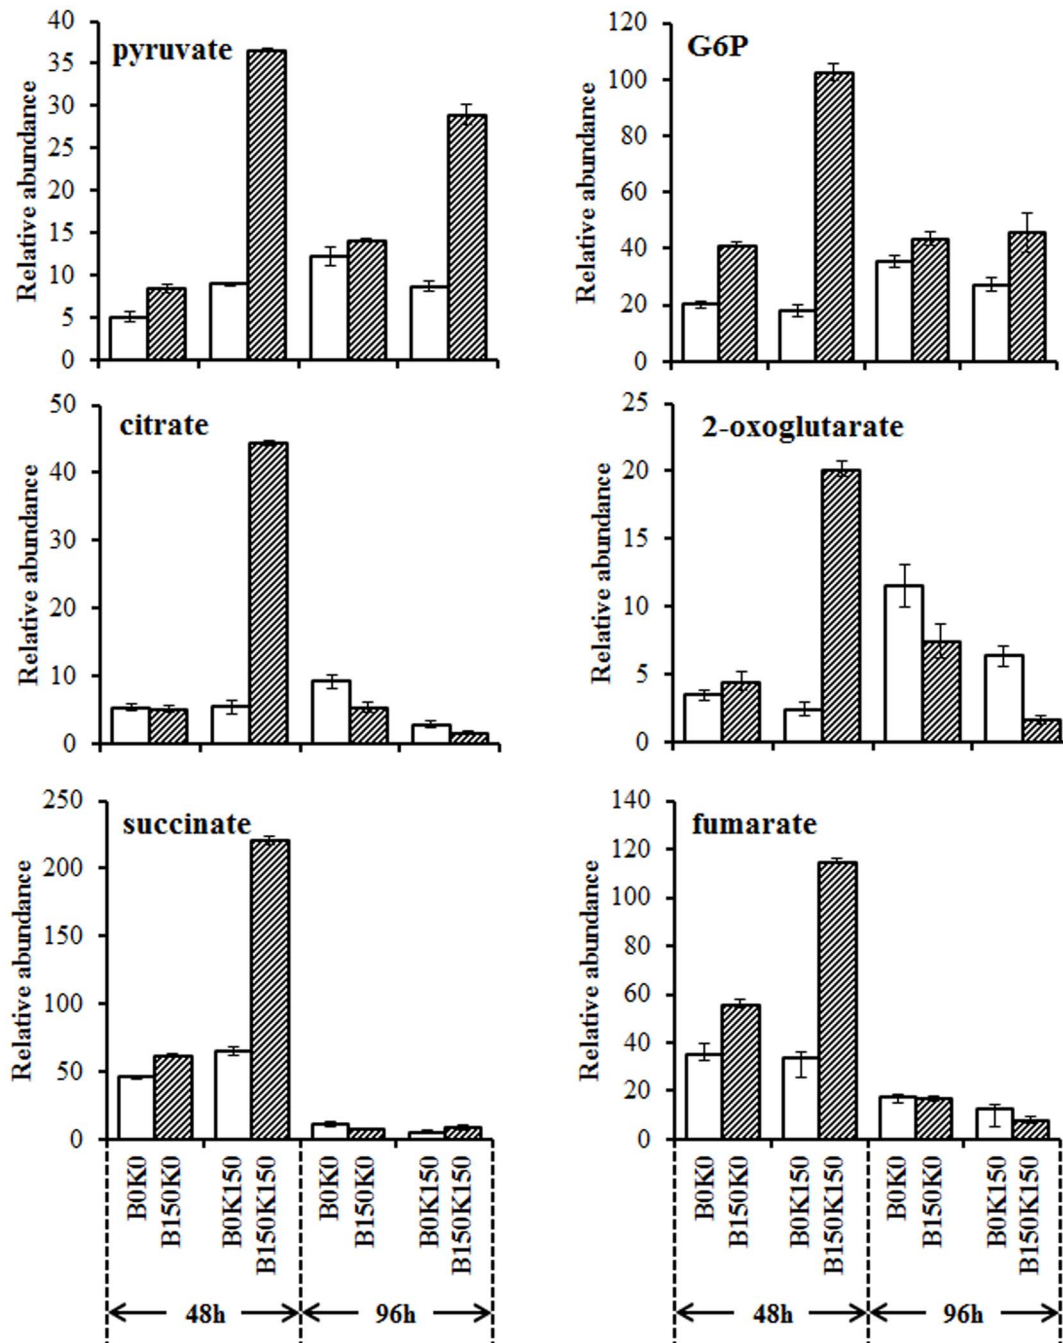 pyruvate
Relative abundance
40
35
30
25
20
15
10
5
0
G6P
Relative abundance
120
100
80
60
40
20
0
citrate
Relative abundance
50
40
30
20
10
0
2-oxoglutarate
Relative abundance
25
20
15
10
5
0
succinate
Relative abundance
250
200
150
100
50
0
fumarate
Relative abundance
140
120
100
80
60
40
20
0
B0K0
B150K0
B0K150
B150K150
B0K0
B150K0
B0K150
B150K150
48h
96h
B0K0
B150K0
B0K150
B150K150
B0K0
B150K0
B0K150
B150K150
48h
96h